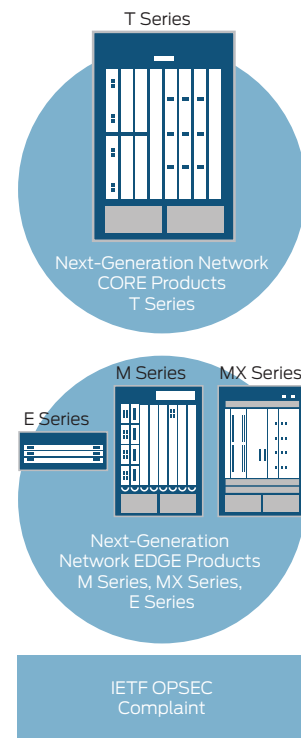 T Series
Next-Generation Network
CORE Products
T Series
M Series
MX Series
E Series
Next-Generation
Network EDGE Products
M Series, MX Series,
E Series
IETF OPSEC
Complaint